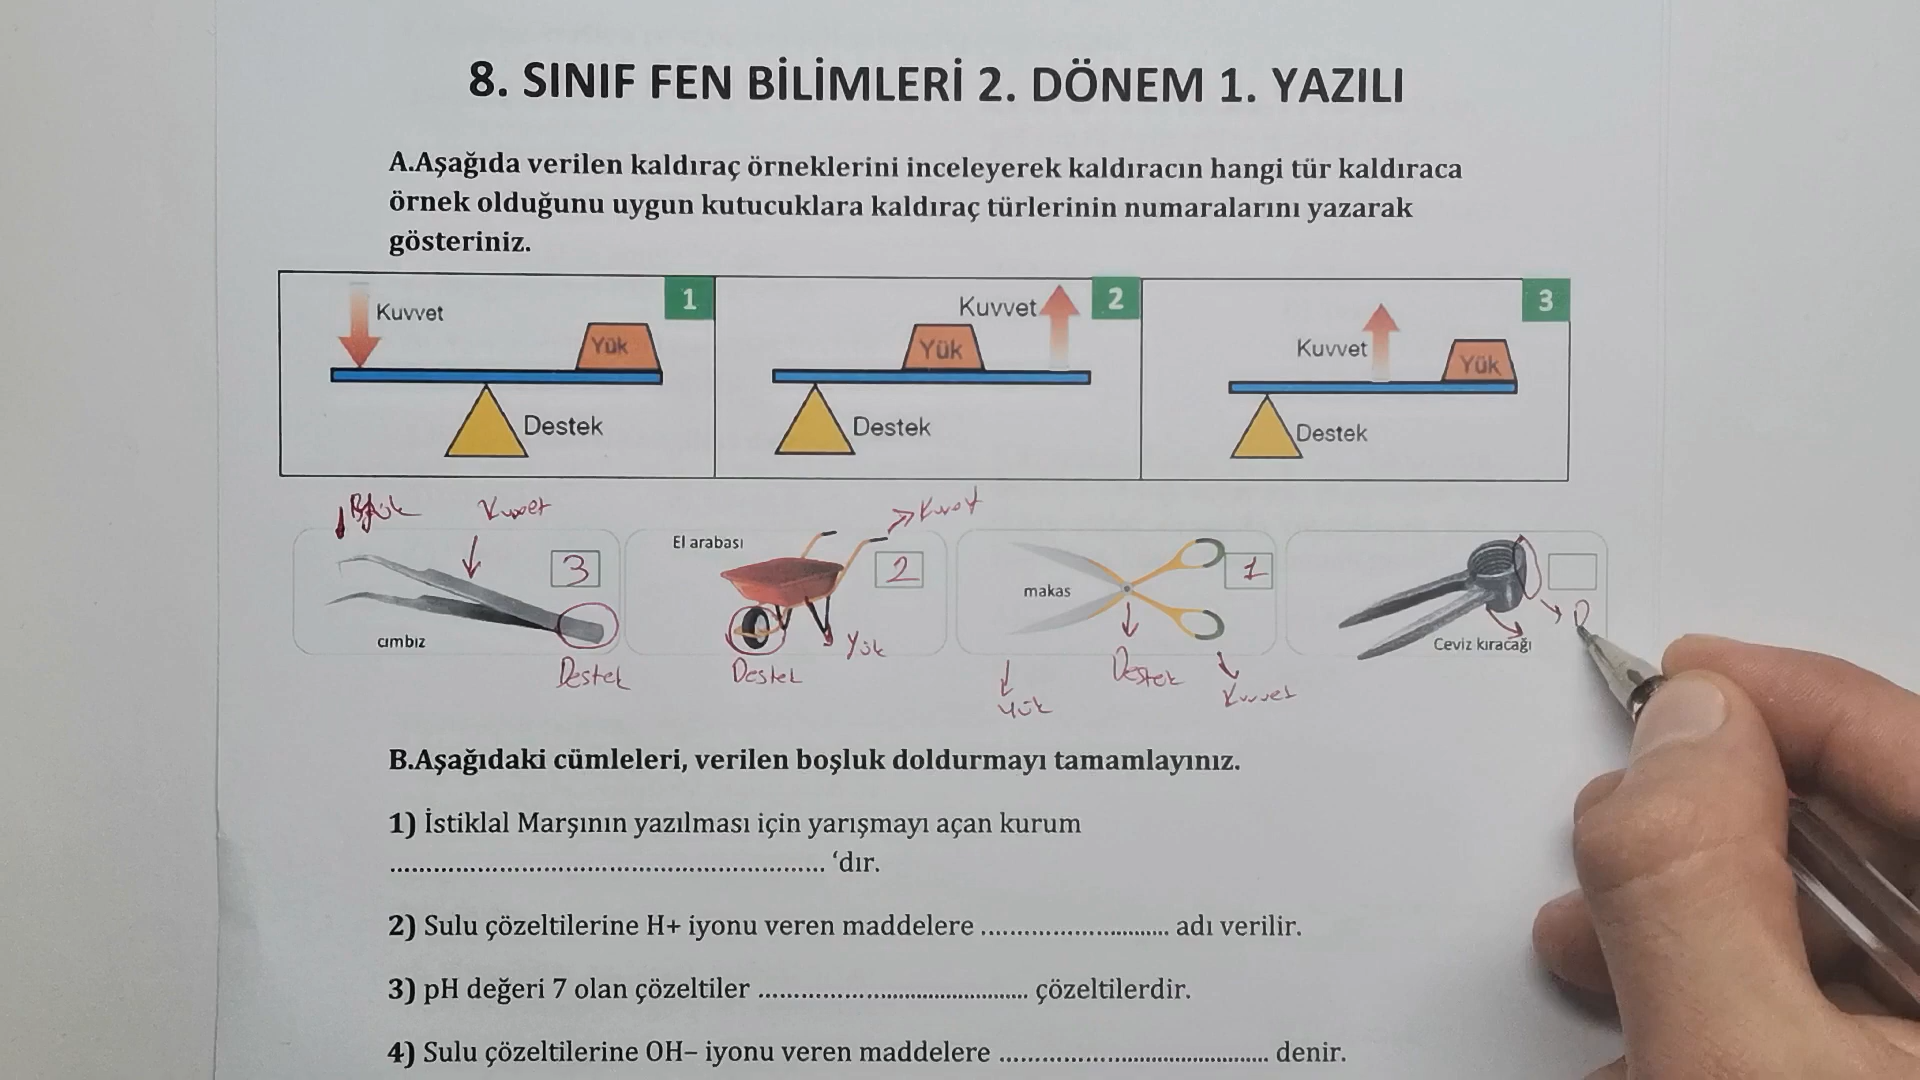 8. SINIF FEN BİLİMLERİ 2. DÖNEM 1. YAZILI
A.Aşağıda verilen kaldıraç örneklerini inceleyerek kaldıracın hangi tür kaldıraca
örnek olduğunu uygun kutucuklara kaldıraç türlerinin numaralarını yazarak
gösteriniz.
Kuvvet
1
Yük
Destek
Kuvvet
2
Yük
Destek
Kuvvet
3
Yük
Destek
Yük
Kuvvet
3
cımbız
Destek
El arabası
Kuvvet
2
Yük
Destek
makas
1
Destek
Yük
Kuvvet
Ceviz kıracağı
D
B.Aşağıdaki cümleleri, verilen boşluk doldurmayı tamamlayınız.
1) İstiklal Marşının yazılması için yarışmayı açan kurum
.......................................................... ‘dır.
2) Sulu çözeltilerine H+ iyonu veren maddelere ............................ adı verilir.
3) pH değeri 7 olan çözeltiler ........................................ çözeltilerdir.
4) Sulu çözeltilerine OH– iyonu veren maddelere ........................................ denir.